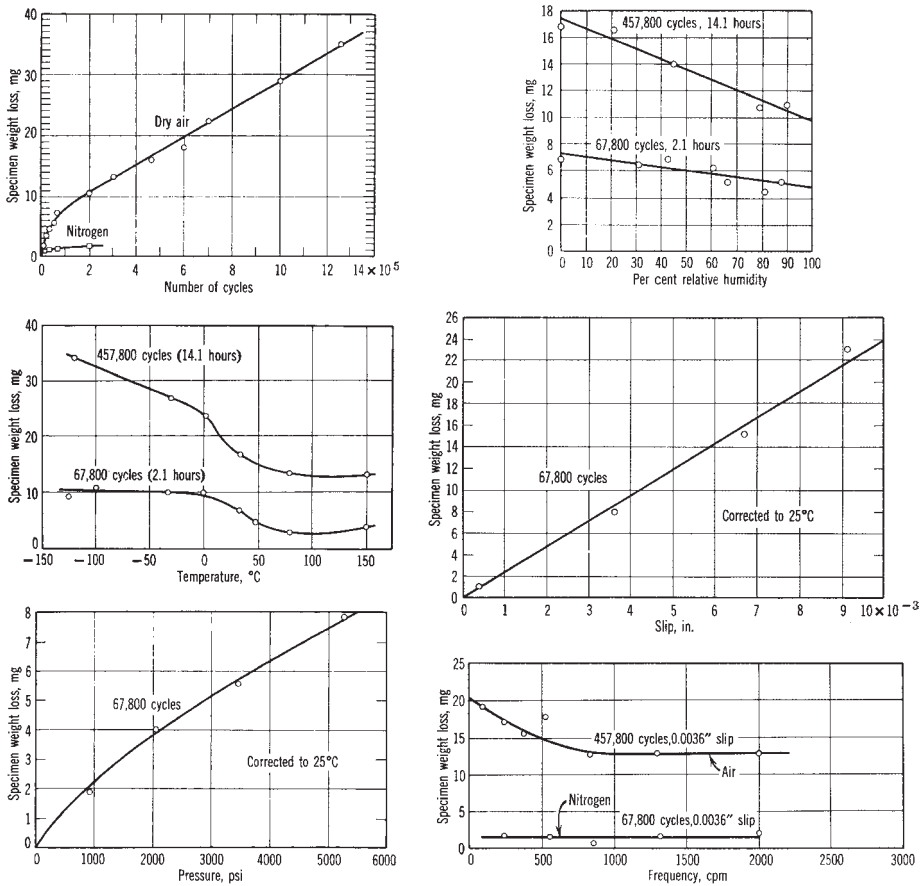 40
30
20
10
0
Specimen weight loss, mg
Dry air
Nitrogen
0 2 4 6 8 10 12 14 × 10⁵
Number of cycles
18
16
14
12
10
8
6
4
2
0
Specimen weight loss, mg
457,800 cycles, 14.1 hours
67,800 cycles, 2.1 hours
0 10 20 30 40 50 60 70 80 90 100
Per cent relative humidity
40
30
20
10
0
Specimen weight loss, mg
457,800 cycles (14.1 hours)
67,800 cycles (2.1 hours)
−150 −100 −50 0 50 100 150
Temperature, °C
26
24
22
20
18
16
14
12
10
8
6
4
2
0
Specimen weight loss, mg
67,800 cycles
Corrected to 25°C
0 1 2 3 4 5 6 7 8 9 10 × 10⁻³
Slip, in.
8
7
6
5
4
3
2
1
0
Specimen weight loss, mg
67,800 cycles
Corrected to 25°C
0 1000 2000 3000 4000 5000 6000
Pressure, psi
25
20
15
10
5
0
Specimen weight loss, mg
457,800 cycles,0.0036″ slip
Air
Nitrogen
67,800 cycles,0.0036″ slip
0 500 1000 1500 2000 2500 3000
Frequency, cpm